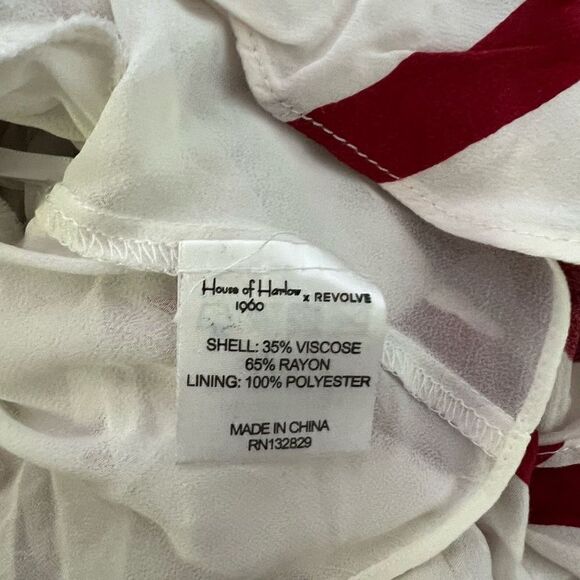 House of Harlow x REVOLVE
1960
SHELL: 35% VISCOSE
65% RAYON
LINING: 100% POLYESTER
MADE IN CHINA
RN132829